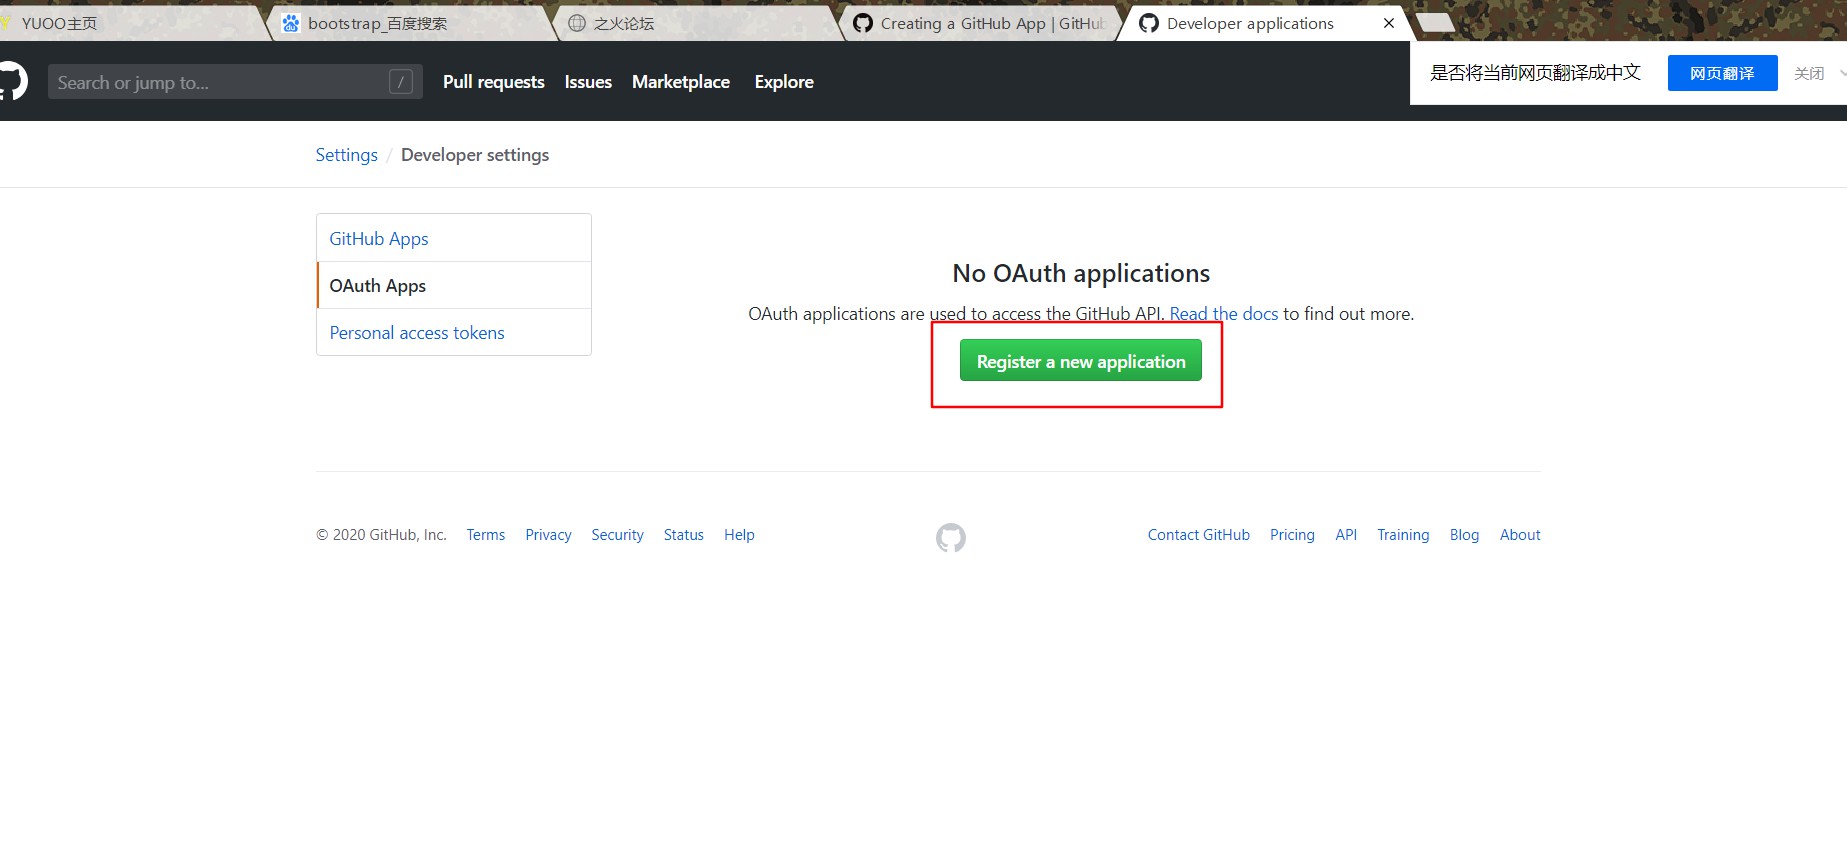 YUOO主页
bootstrap_百度搜索
之火论坛
Creating a GitHub App | GitHub
Developer applications
Search or jump to...
/
Pull requests
Issues
Marketplace
Explore
是否将当前网页翻译成中文
网页翻译
关闭
Settings / Developer settings
GitHub Apps
OAuth Apps
Personal access tokens
No OAuth applications
OAuth applications are used to access the GitHub API. Read the docs to find out more.
Register a new application
© 2020 GitHub, Inc. Terms Privacy Security Status Help
Contact GitHub Pricing API Training Blog About